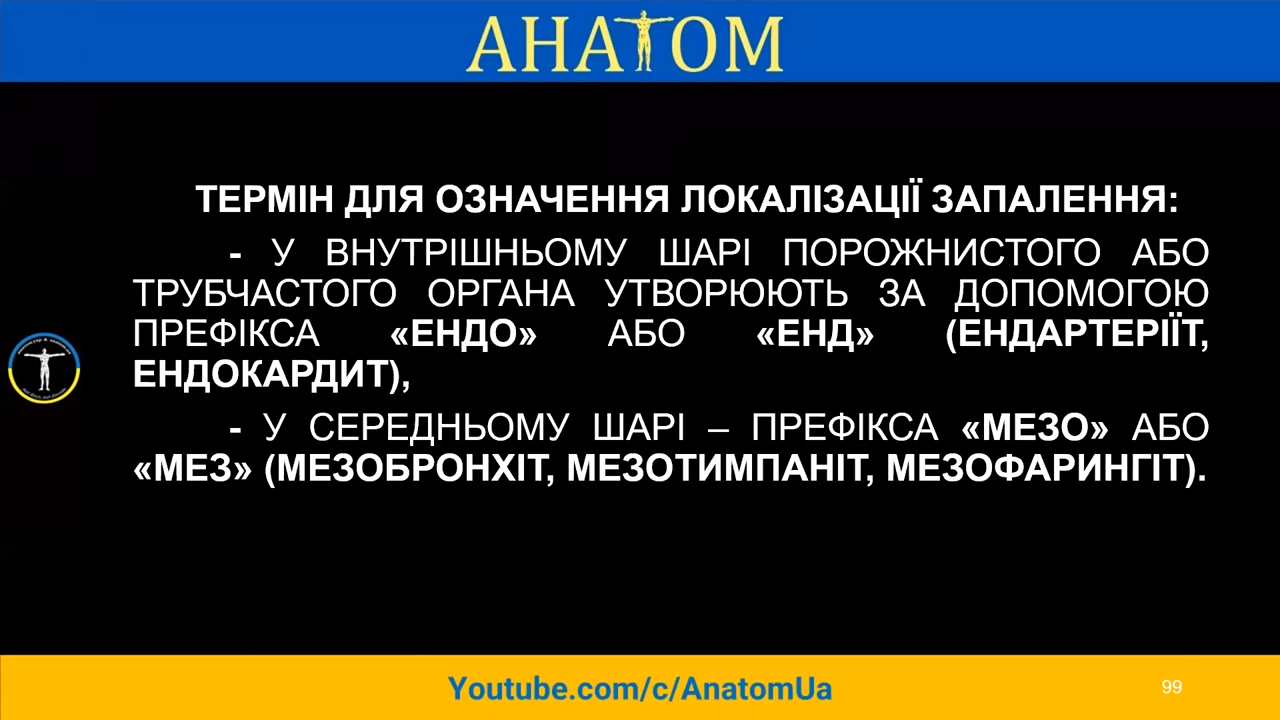 АНАТОМ
ТЕРМІН ДЛЯ ОЗНАЧЕННЯ ЛОКАЛІЗАЦІЇ ЗАПАЛЕННЯ:
- У ВНУТРІШНЬОМУ ШАРІ ПОРОЖНИСТОГО АБО
ТРУБЧАСТОГО ОРГАНА УТВОРЮЮТЬ ЗА ДОПОМОГОЮ
ПРЕФІКСА «ЕНДО» АБО «ЕНД» (ЕНДАРТЕРІЇТ,
ЕНДОКАРДИТ),
- У СЕРЕДНЬОМУ ШАРІ – ПРЕФІКСА «МЕЗО» АБО
«МЕЗ» (МЕЗОБРОНХІТ, МЕЗОТИМПАНІТ, МЕЗОФАРИНГІТ).
Youtube.com/c/AnatomUa
99